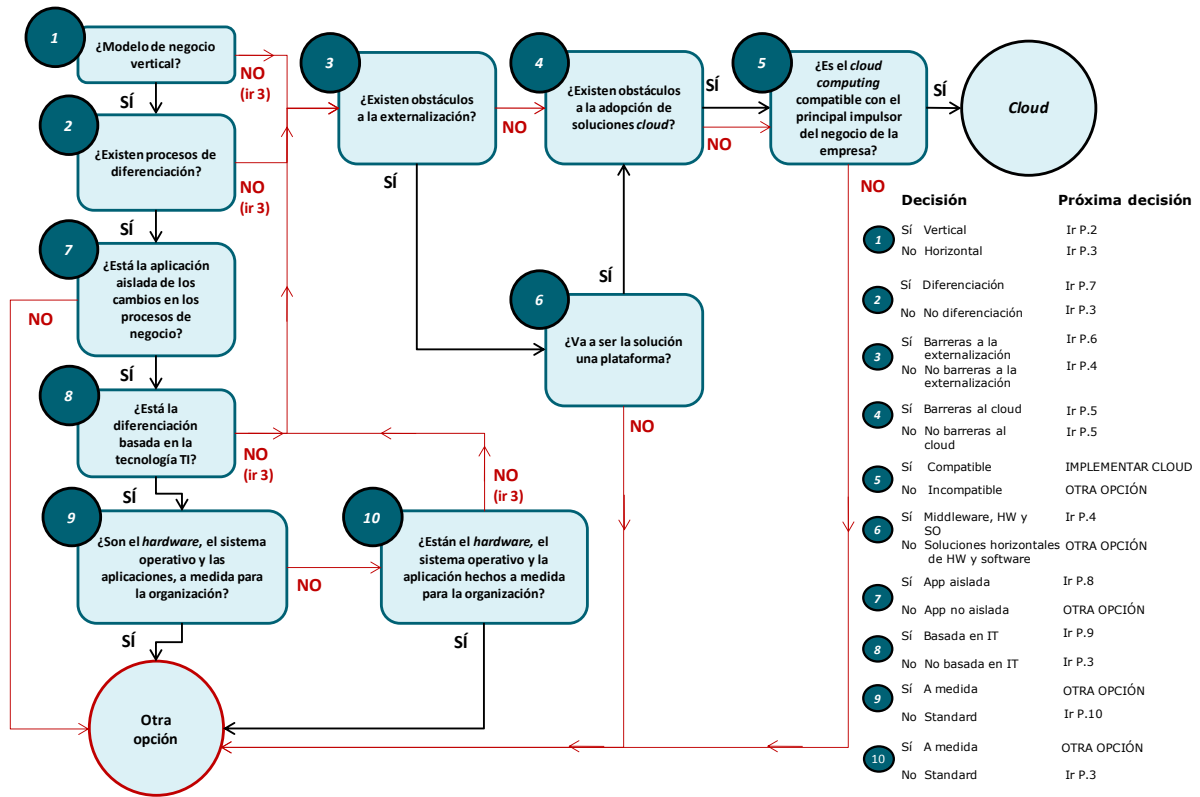 1
¿Modelo de negocio
vertical?
NO
(ir 3)
SÍ
2
¿Existen procesos de
diferenciación?
NO
(ir 3)
SÍ
3
¿Existen obstáculos
a la externalización?
NO
SÍ
4
¿Existen obstáculos
a la adopción de
soluciones cloud?
SÍ
NO
5
¿Es el cloud
computing
compatible con el
principal impulsor
del negocio de la
empresa?
SÍ
NO
Cloud
7
¿Está la aplicación
aislada de los
cambios en los
procesos de
negocio?
NO
SÍ
6
¿Va a ser la solución
una plataforma?
SÍ
NO
8
¿Está la
diferenciación
basada en la
tecnología TI?
NO
(ir 3)
SÍ
9
¿Son el hardware, el sistema
operativo y las
aplicaciones, a medida para
la organización?
NO
SÍ
10
¿Están el hardware, el
sistema operativo y la
aplicación hechos a medida
para la organización?
NO
(ir 3)
SÍ
Otra
opción
Decisión Próxima decisión
1
Sí Vertical Ir P.2
No Horizontal Ir P.3
2
Sí Diferenciación Ir P.7
No No diferenciación Ir P.3
3
Sí Barreras a la Ir P.6
externalización
No No barreras a la Ir P.4
externalización
4
Sí Barreras al cloud Ir P.5
No No barreras al Ir P.5
cloud
5
Sí Compatible IMPLEMENTAR CLOUD
No Incompatible OTRA OPCIÓN
6
Sí Middleware, HW y Ir P.4
SO
No Soluciones horizontales OTRA OPCIÓN
de HW y software
7
Sí App aislada Ir P.8
No App no aislada OTRA OPCIÓN
8
Sí Basada en IT Ir P.9
No No basada en IT Ir P.3
9
Sí A medida OTRA OPCIÓN
No Standard Ir P.10
10
Sí A medida OTRA OPCIÓN
No Standard Ir P.3